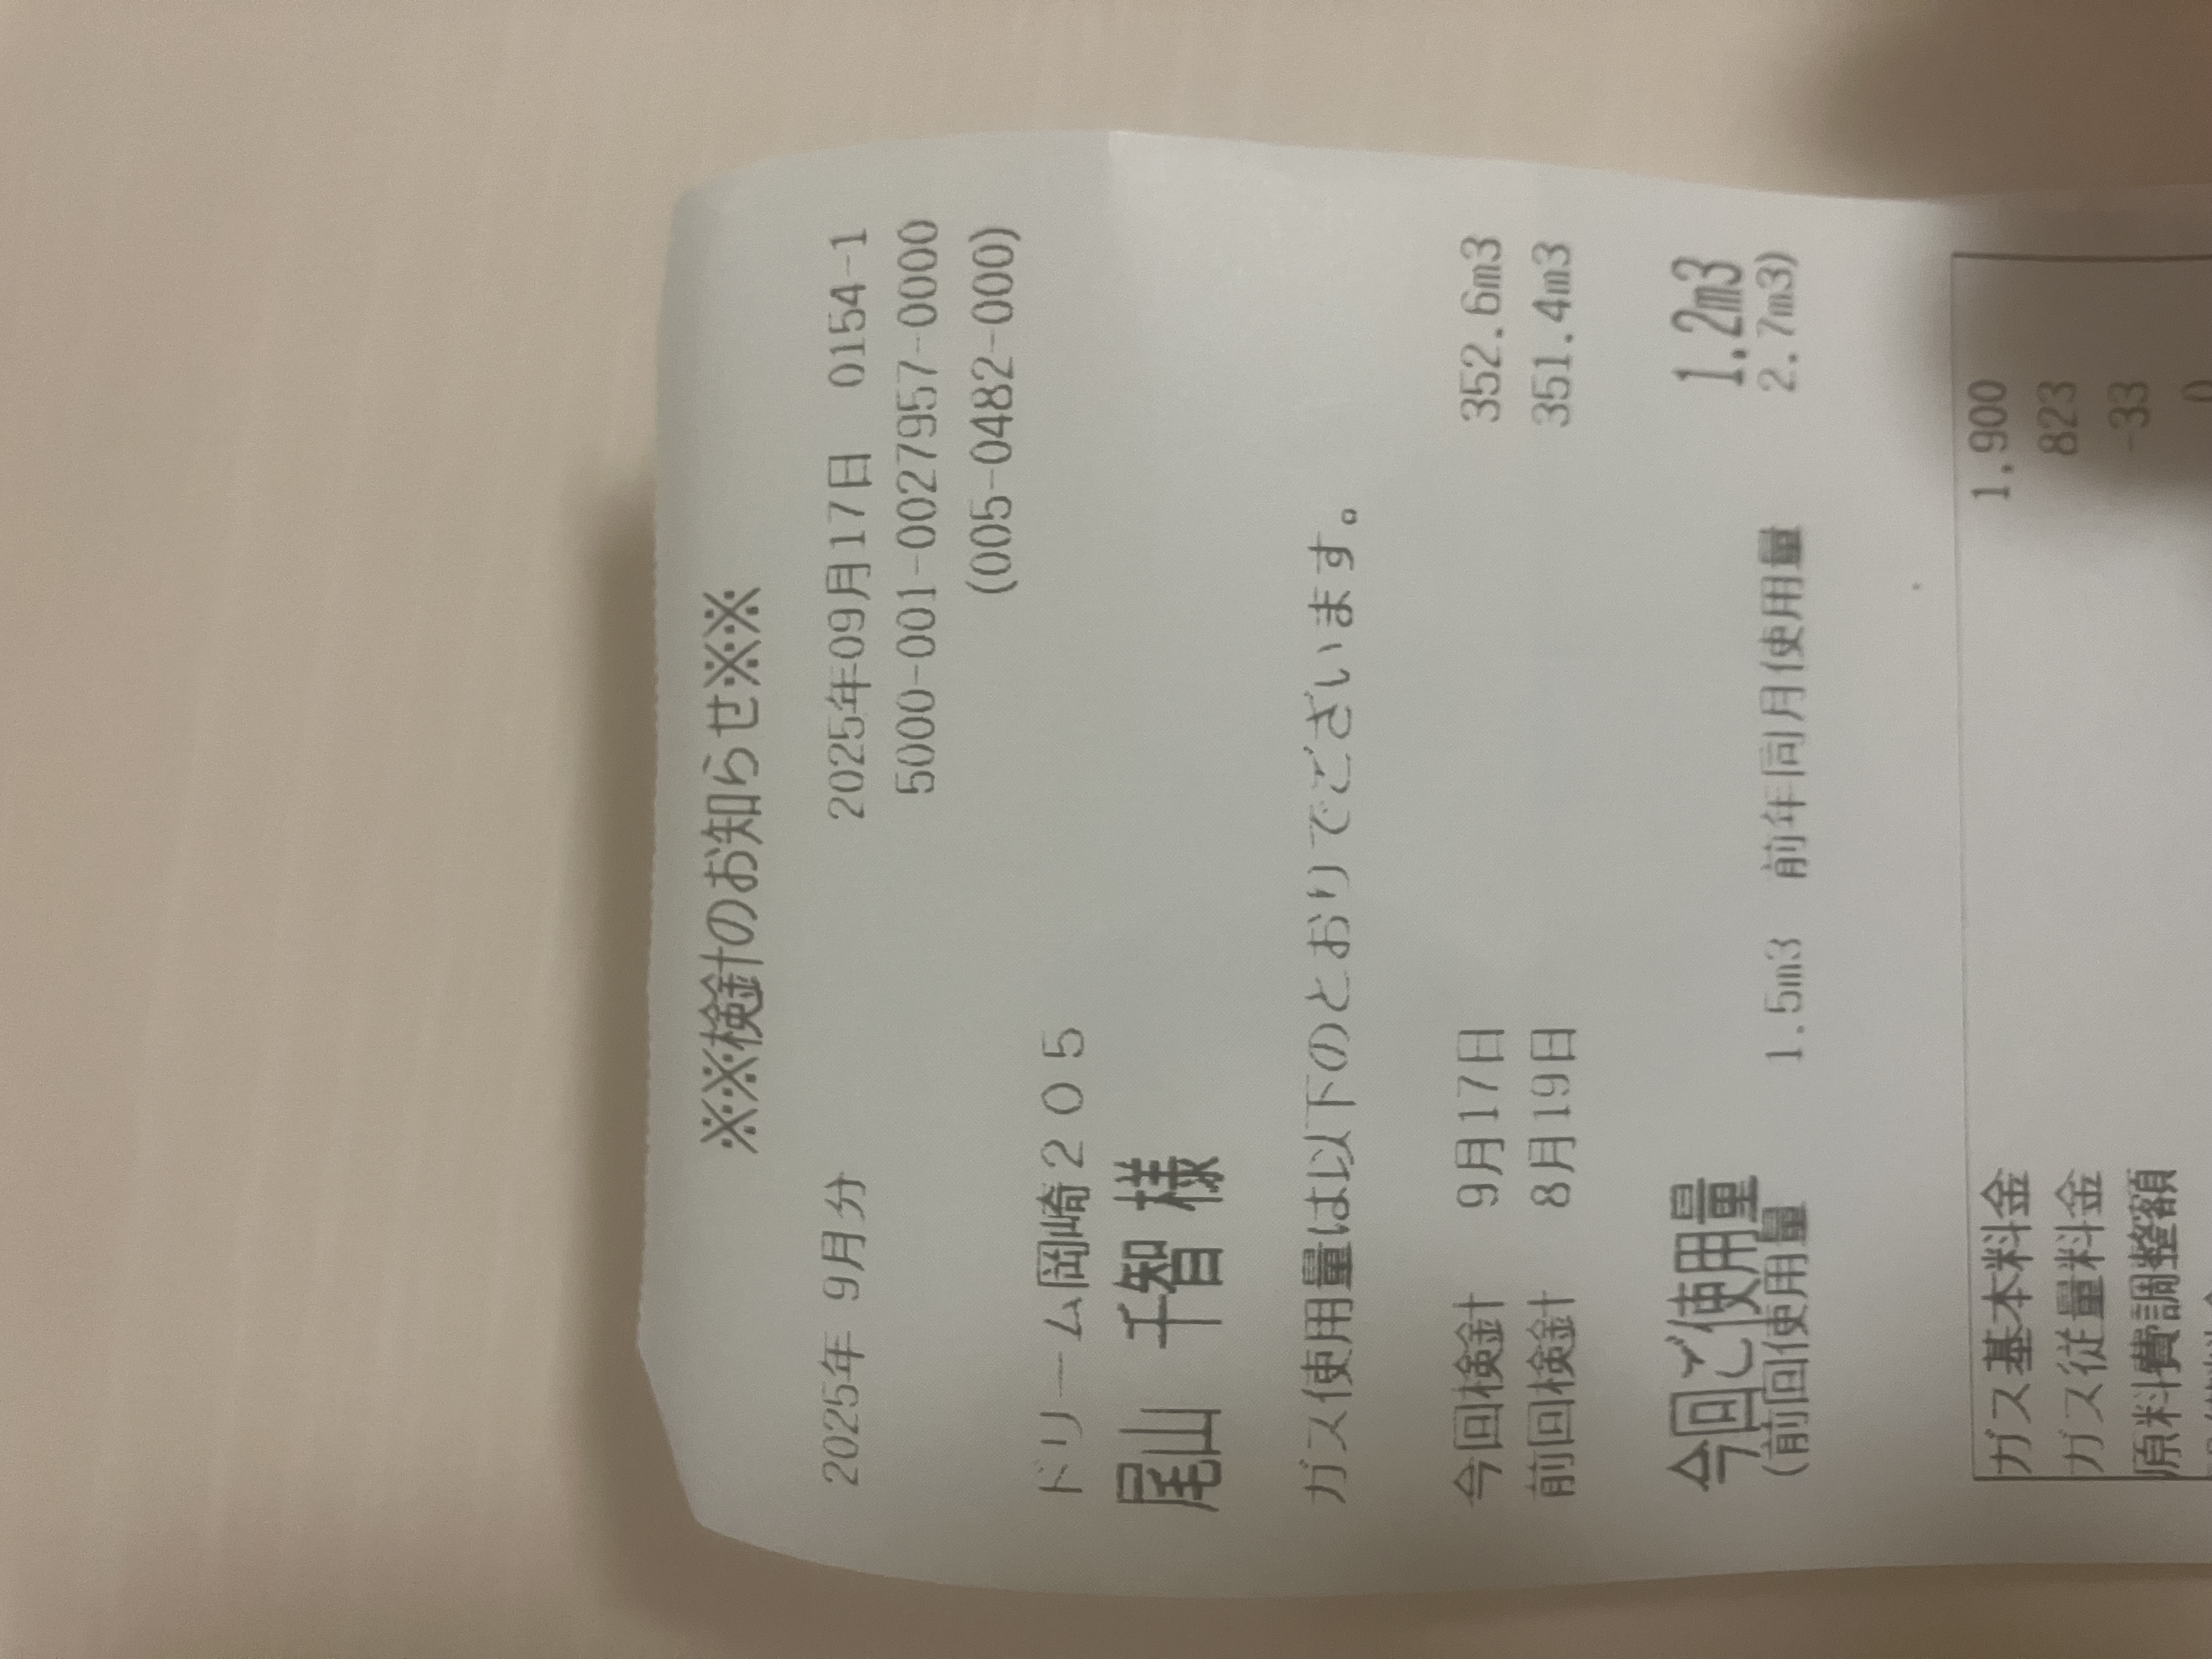 ※※※検針のお知らせ※※※
2025年 9月分 2025年09月17日 0154-1
5000-001-0027957-0000
(005-0482-000)
ドリーム岡崎２０５
尾山 千智 様
ガス使用量は以下のとおりでございます。
今回検針 9月17日 352.6m3
前回検針 8月19日 351.4m3
今回ご使用量 1.2m3
(前回使用量 1.5m3 前年同月使用量 2.7m3)
ガス基本料金 1,900
ガス従量料金 823
原料費調整額 -33
0